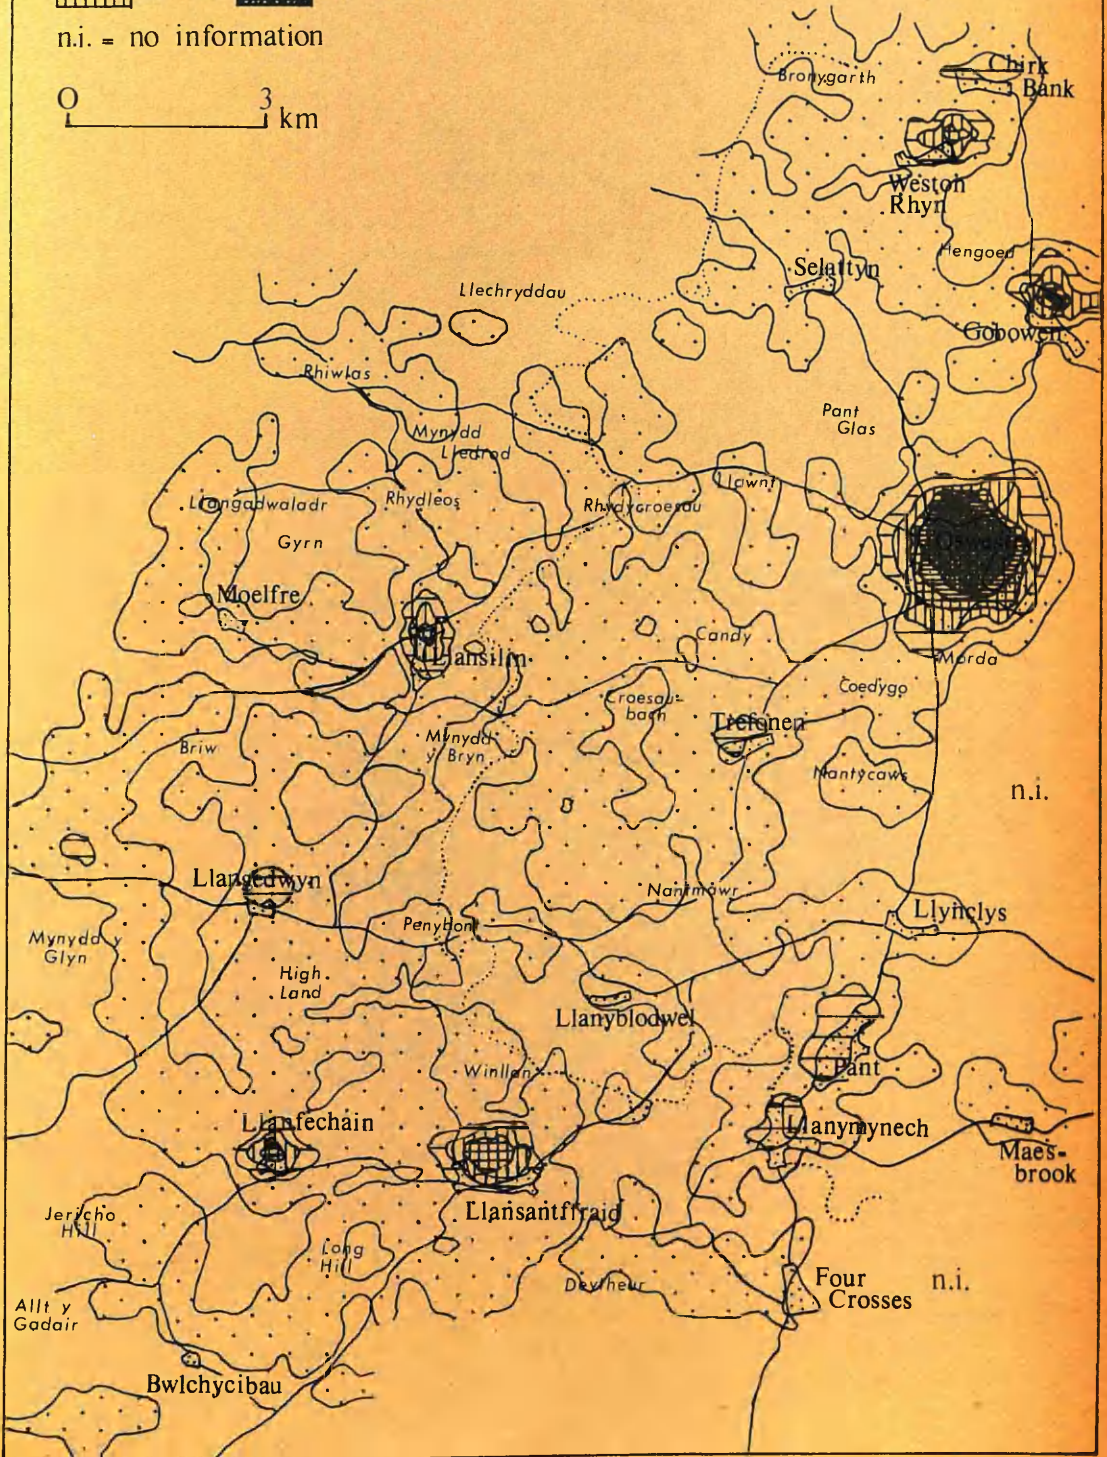 n.i. = no information
0 3 km
Bronygarth
Chirk
Bank
Weston
Rhyn
Hengoed
Selattyn
Llechryddau
Gobowen
Rhiwlas
Pant
Glas
Mynydd
Lledrod
Llawnt
Llangadwaladr
Rhydleos
Rhydycroesau
Gyrn
Oswestry
Moelfre
Candy
Llansilin
Morda
Coedygo
Croesau-
bach
Trefonen
Briw
Mynydd
y Bryn
Nantycaws
n.i.
Llangedwyn
Nantmawr
Llynclys
Penybont
Mynydd y
Glyn
High
Land
Llanyblodwel
Pant
Winllan
Llanfechain
Llanymynech
Maes-
brook
Jericho
Hill
Llansantffraid
Long
Hill
Deytheur
Four
Crosses
n.i.
Allt y
Gadair
Bwlchycibau